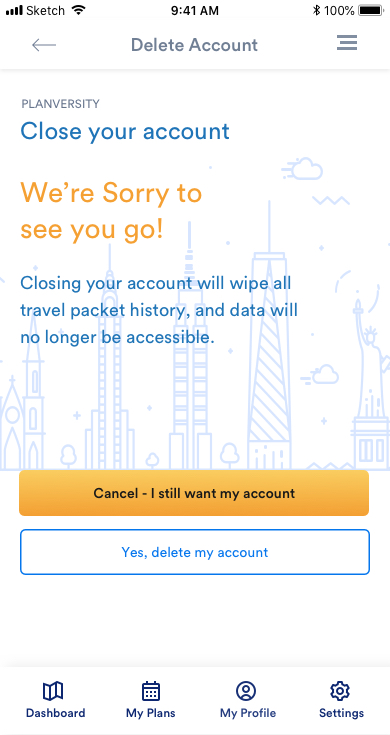 Sketch 9:41 AM 100%
Delete Account
PLANVERSITY
Close your account
We're Sorry to
see you go!
Closing your account will wipe all
travel packet history, and data will
no longer be accessible.
Cancel - I still want my account
Yes, delete my account
Dashboard My Plans My Profile Settings